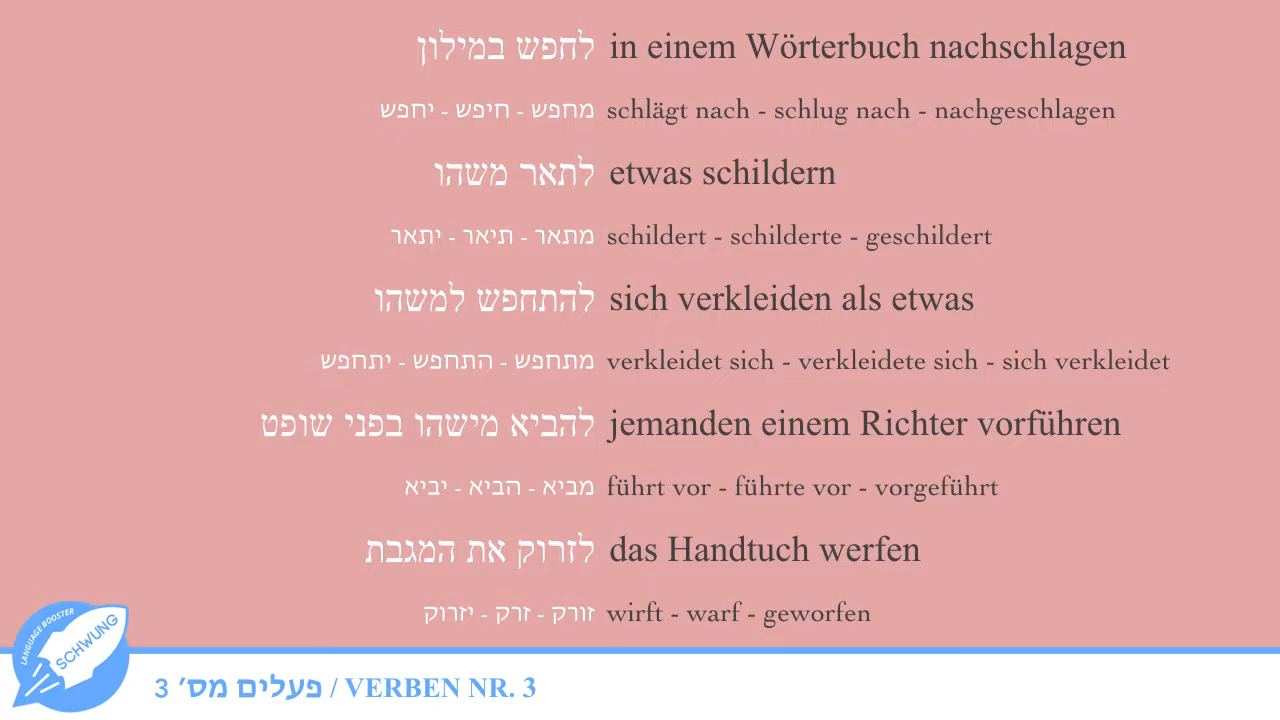 לחפש במילון in einem Wörterbuch nachschlagen
מחפש - חיפש - יחפש schlägt nach - schlug nach - nachgeschlagen
לתאר משהו etwas schildern
מתאר - תיאר - יתאר schildert - schilderte - geschildert
להתחפש למשהו sich verkleiden als etwas
מתחפש - התחפש - יתחפש verkleidet sich - verkleidete sich - sich verkleidet
להביא מישהו בפני שופט jemanden einem Richter vorführen
מביא - הביא - יביא führt vor - führte vor - vorgeführt
לזרוק את המגבת das Handtuch werfen
זורק - זרק - יזרוק wirft - warf - geworfen
LANGUAGE BOOSTER
SCHWUNG
פעלים מס׳ 3 / VERBEN NR. 3